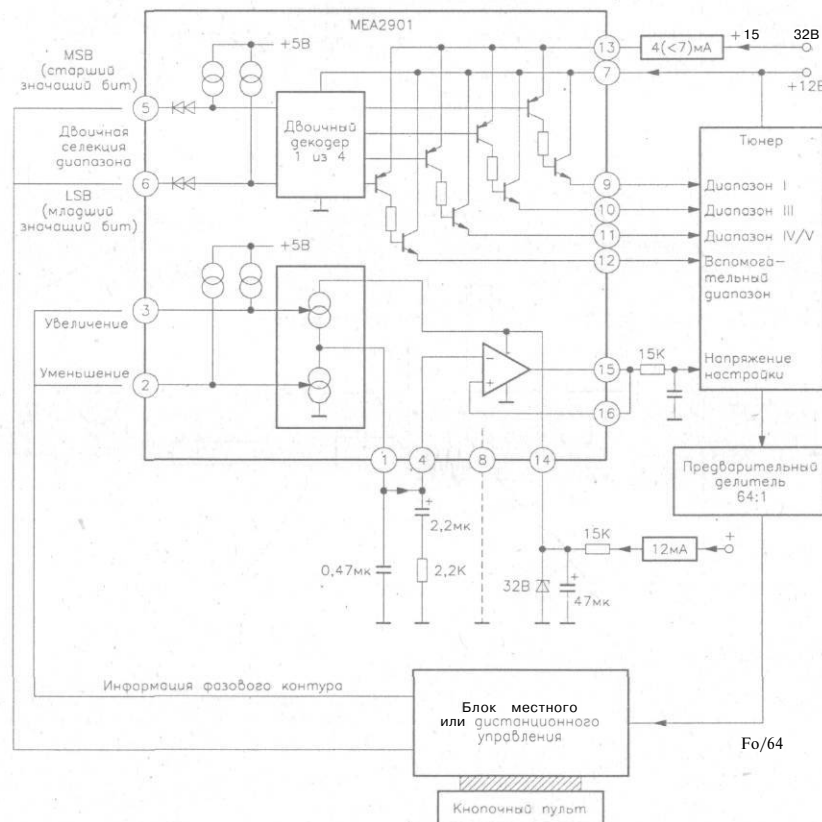 MEA2901
MSB
(старший
значащий бит)
5
Двоичная
селекция
диапазона
6
LSB
(младший
значащий бит)
+5В
Двоичный
декодер
1 из 4
13
4(<7)мА
+15 32В
7
+12В
Тюнер
9
Диапазон I
10
Диапазон III
11
Диапазон IV/V
12
Вспомога-
тельный
диапазон
+5В
3
Увеличение
Уменьшение
2
−
+
15
15К
Напряжение
настройки
16
1
4
8
14
Предварительный
делитель
64:1
+
2,2мк
0,47мк
2,2К
15К
12мА
+
32В
+
47мк
Информация фазового контура
Блок местного
или дистанционного
управления
Fo/64
Кнопочный пульт